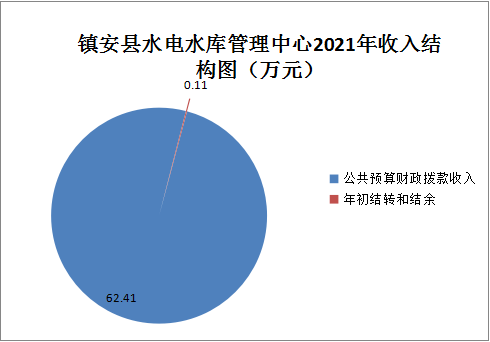 镇安县水电水库管理中心2021年收入结
构图（万元）
0.11
公共预算财政拨款收入
年初结转和结余
62.41